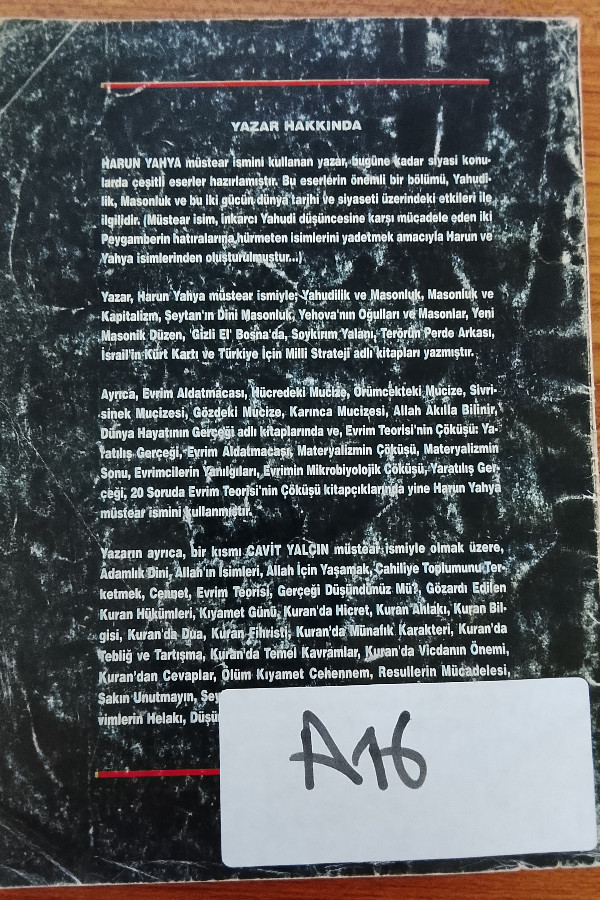 YAZAR HAKKINDA
HARUN YAHYA müstear ismini kullanan yazar, bugüne kadar siyasi konu-
larda çeşitli eserler hazırlamıştır. Bu eserlerin önemli bir bölümü, Yahudi-
lik, Masonluk ve bu iki gücün dünya tarihi ve siyaseti üzerindeki etkileri ile
ilgilidir. (Müstear isim, inkarcı Yahudi düşüncesine karşı mücadele eden iki
Peygamberin hatıralarına hürmeten isimlerini yadetmek amacıyla Harun ve
Yahya isimlerinden oluşturulmuştur...)
Yazar, Harun Yahya müstear ismiyle; Yahudilik ve Masonluk, Masonluk ve
Kapitalizm, Şeytan'ın Dini Masonluk, Yehova'nın Oğulları ve Masonlar, Yeni
Masonik Düzen, 'Gizli El' Bosna'da, Soykırım Yalanı, Terörün Perde Arkası,
İsrail'in Kürt Kartı ve Türkiye İçin Milli Strateji adlı kitapları yazmıştır.
Ayrıca, Evrim Aldatmacası, Hücredeki Mucize, Örümcekteki Mucize, Sivri-
sinek Mucizesi, Gözdeki Mucize, Karınca Mucizesi, Allah Akılla Bilinir,
Dünya Hayatının Gerçeği adlı kitaplarında ve, Evrim Teorisi'nin Çöküşü: Ya-
ratılış Gerçeği, Evrim Aldatmacası, Materyalizmin Çöküşü, Materyalizmin
Sonu, Evrimcilerin Yanılgıları, Evrimin Mikrobiyolojik Çöküşü, Yaratılış Ger-
çeği, 20 Soruda Evrim Teorisi'nin Çöküşü kitapçıklarında yine Harun Yahya
müstear ismini kullanmıştır.
Yazarın ayrıca, bir kısmı CAVİT YALÇIN müstear ismiyle olmak üzere,
Adamlık Dini, Allah'ın İsimleri, Allah İçin Yaşamak, Cahiliye Toplumunu Ter-
ketmek, Cennet, Evrim Teorisi, Gerçeği Düşündünüz Mü?, Gözardı Edilen
Kuran Hükümleri, Kıyamet Günü, Kuran'da Hicret, Kuran Ahlakı, Kuran Bil-
gisi, Kuran'da Dua, Kuran Fihristi, Kuran'da Münafık Karakteri, Kuran'da
Tebliğ ve Tartışma, Kuran'da Temel Kavramlar, Kuran'da Vicdanın Önemi,
Kuran'dan Cevaplar, Ölüm Kıyamet Cehennem, Resullerin Mücadelesi,
Sakın Unutmayın,
vimlerin Helakı,
A16